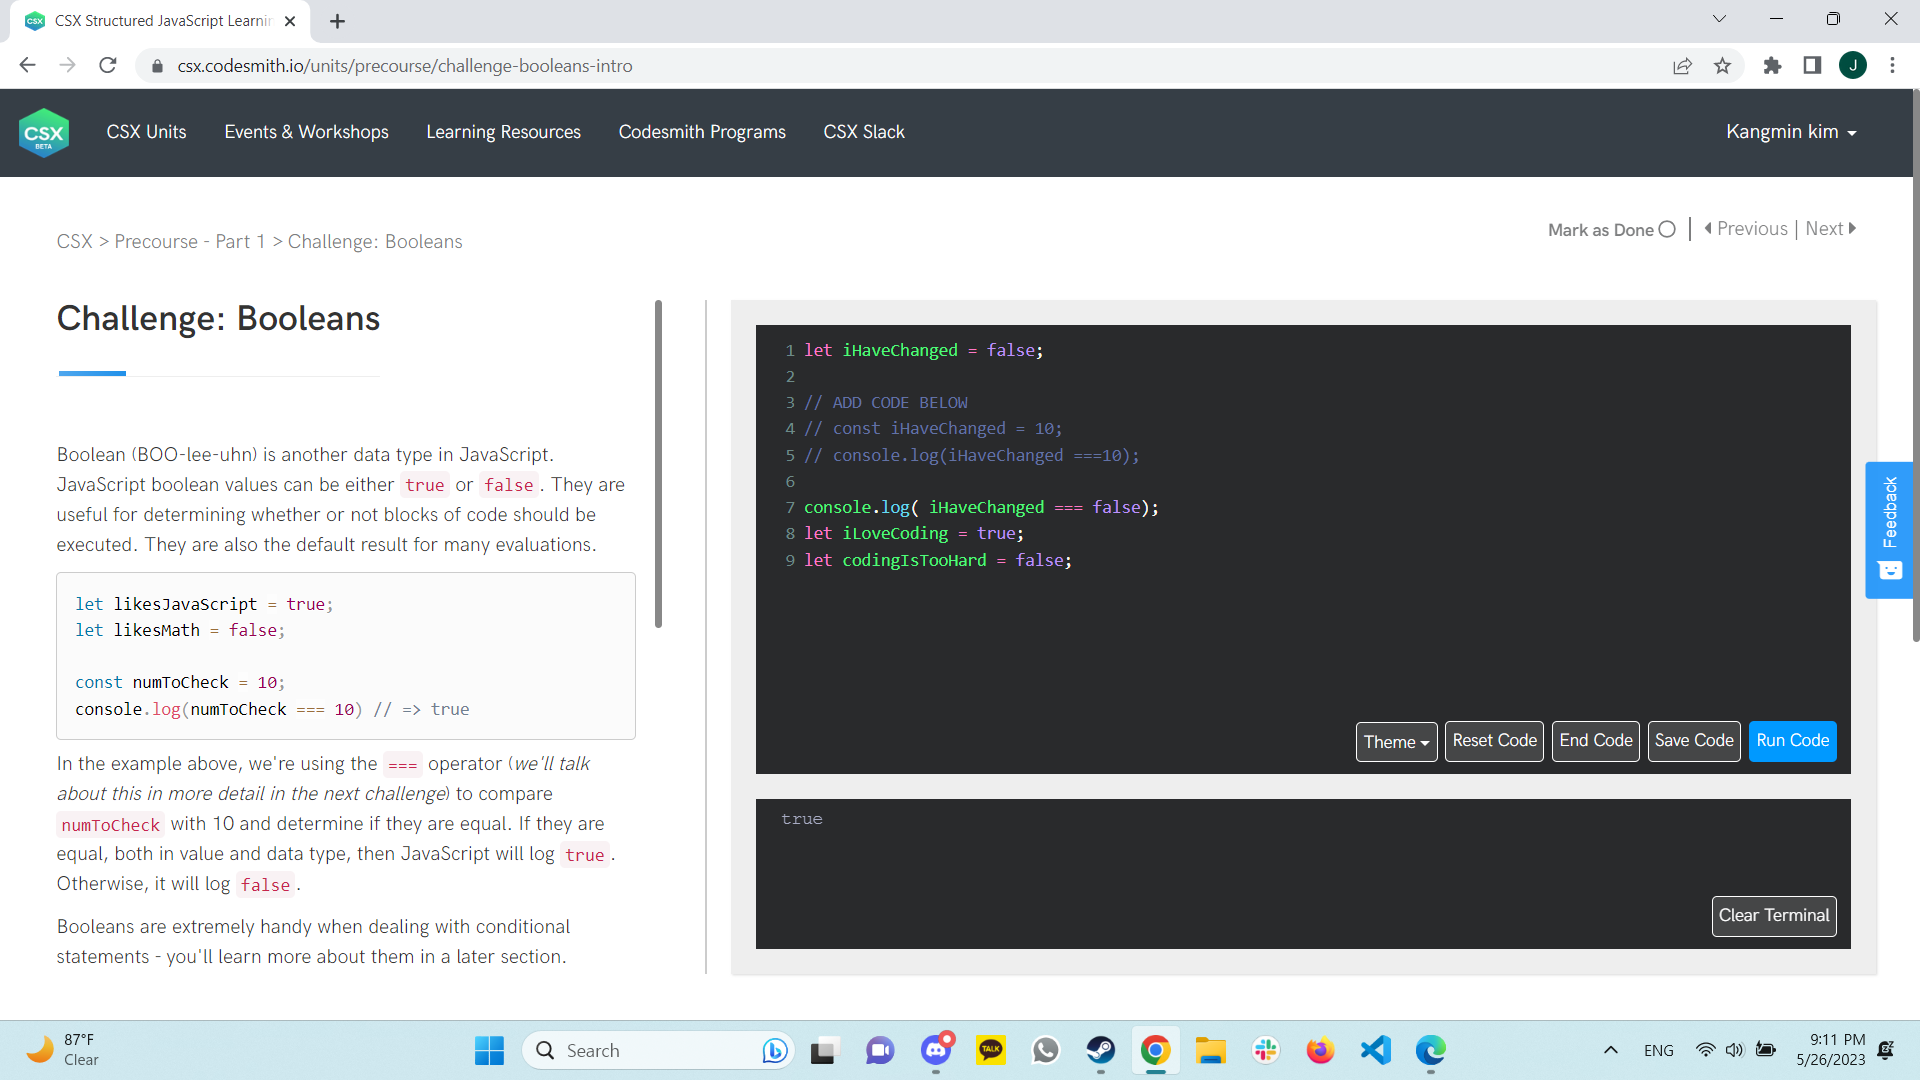 CSX Structured JavaScript Learnin
csx.codesmith.io/units/precourse/challenge-booleans-intro
J
CSX
BETA
CSX Units
Events & Workshops
Learning Resources
Codesmith Programs
CSX Slack
Kangmin kim
CSX > Precourse - Part 1 > Challenge: Booleans
Mark as Done
Previous | Next
Challenge: Booleans
Boolean (BOO-lee-uhn) is another data type in JavaScript.
JavaScript boolean values can be either true or false. They are
useful for determining whether or not blocks of code should be
executed. They are also the default result for many evaluations.
let likesJavaScript = true;
let likesMath = false;
const numToCheck = 10;
console.log(numToCheck === 10) // => true
In the example above, we're using the === operator (we'll talk
about this in more detail in the next challenge) to compare
numToCheck with 10 and determine if they are equal. If they are
equal, both in value and data type, then JavaScript will log true.
Otherwise, it will log false.
Booleans are extremely handy when dealing with conditional
statements - you'll learn more about them in a later section.
1 let iHaveChanged = false;
2
3 // ADD CODE BELOW
4 // const iHaveChanged = 10;
5 // console.log(iHaveChanged ===10);
6
7 console.log( iHaveChanged === false);
8 let iLoveCoding = true;
9 let codingIsTooHard = false;
Theme
Reset Code
End Code
Save Code
Run Code
true
Clear Terminal
Feedback
87°F
Clear
Search
TALK
ENG
9:11 PM
5/26/2023